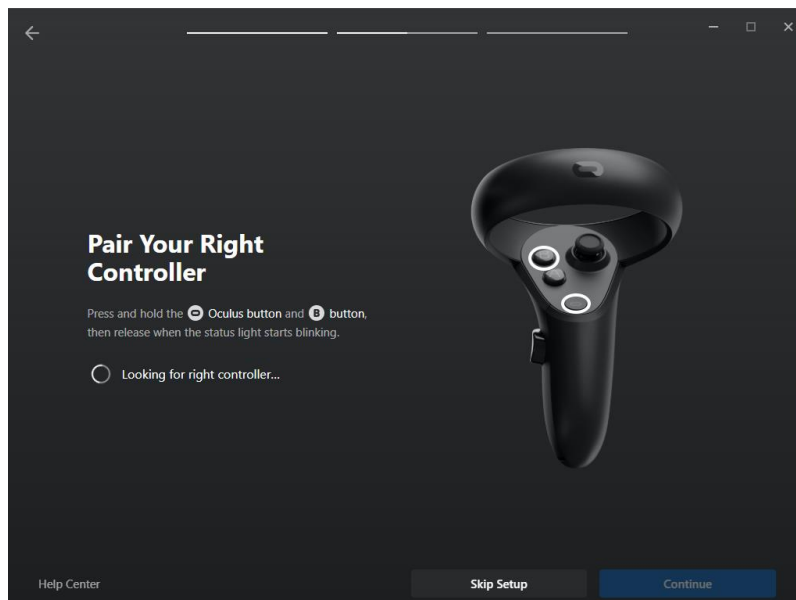 Pair Your Right
Controller
Press and hold the Oculus button and B button,
then release when the status light starts blinking.
Looking for right controller...
Help Center
Skip Setup
Continue